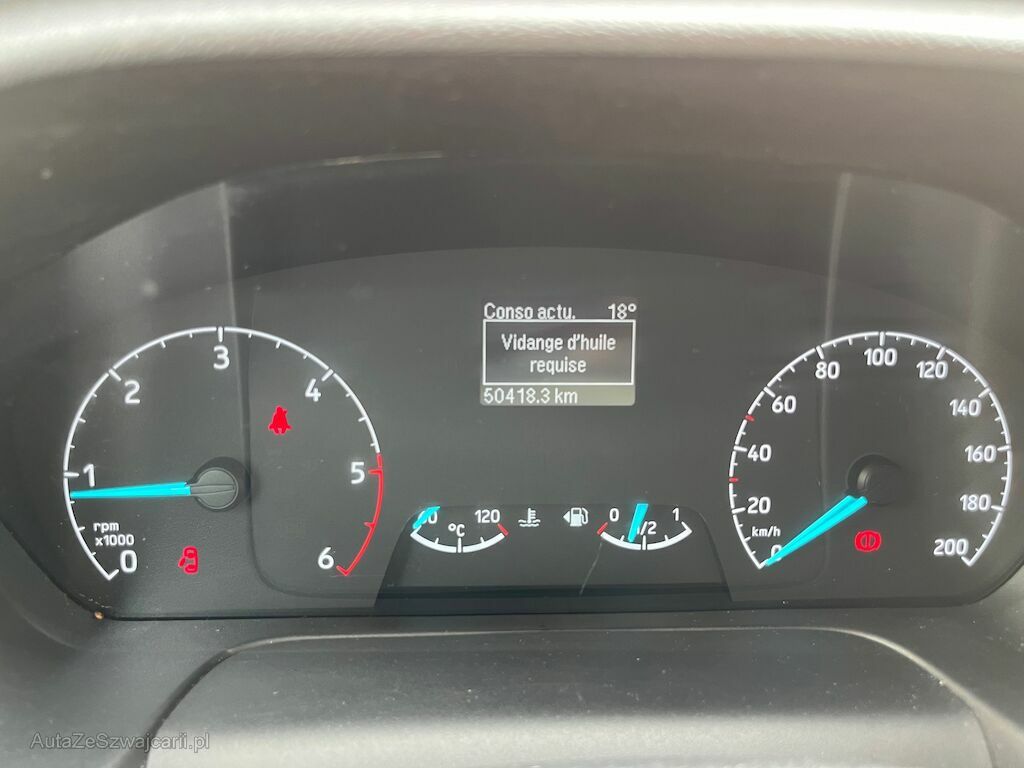 Conso actu. 18°
Vidange d'huile
requise
50418.3 km
0 1 2 3 4 5 6
rpm
x1000
°C 120
0 1/2 1
0 20 40 60 80 100 120 140 160 180 200
km/h
AutaZeSzwajcarii.pl